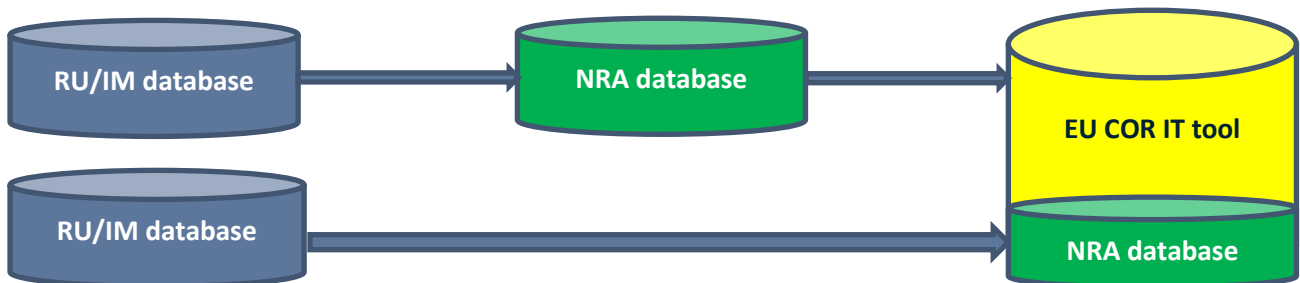 RU/IM database
NRA database
EU COR IT tool
RU/IM database
NRA database